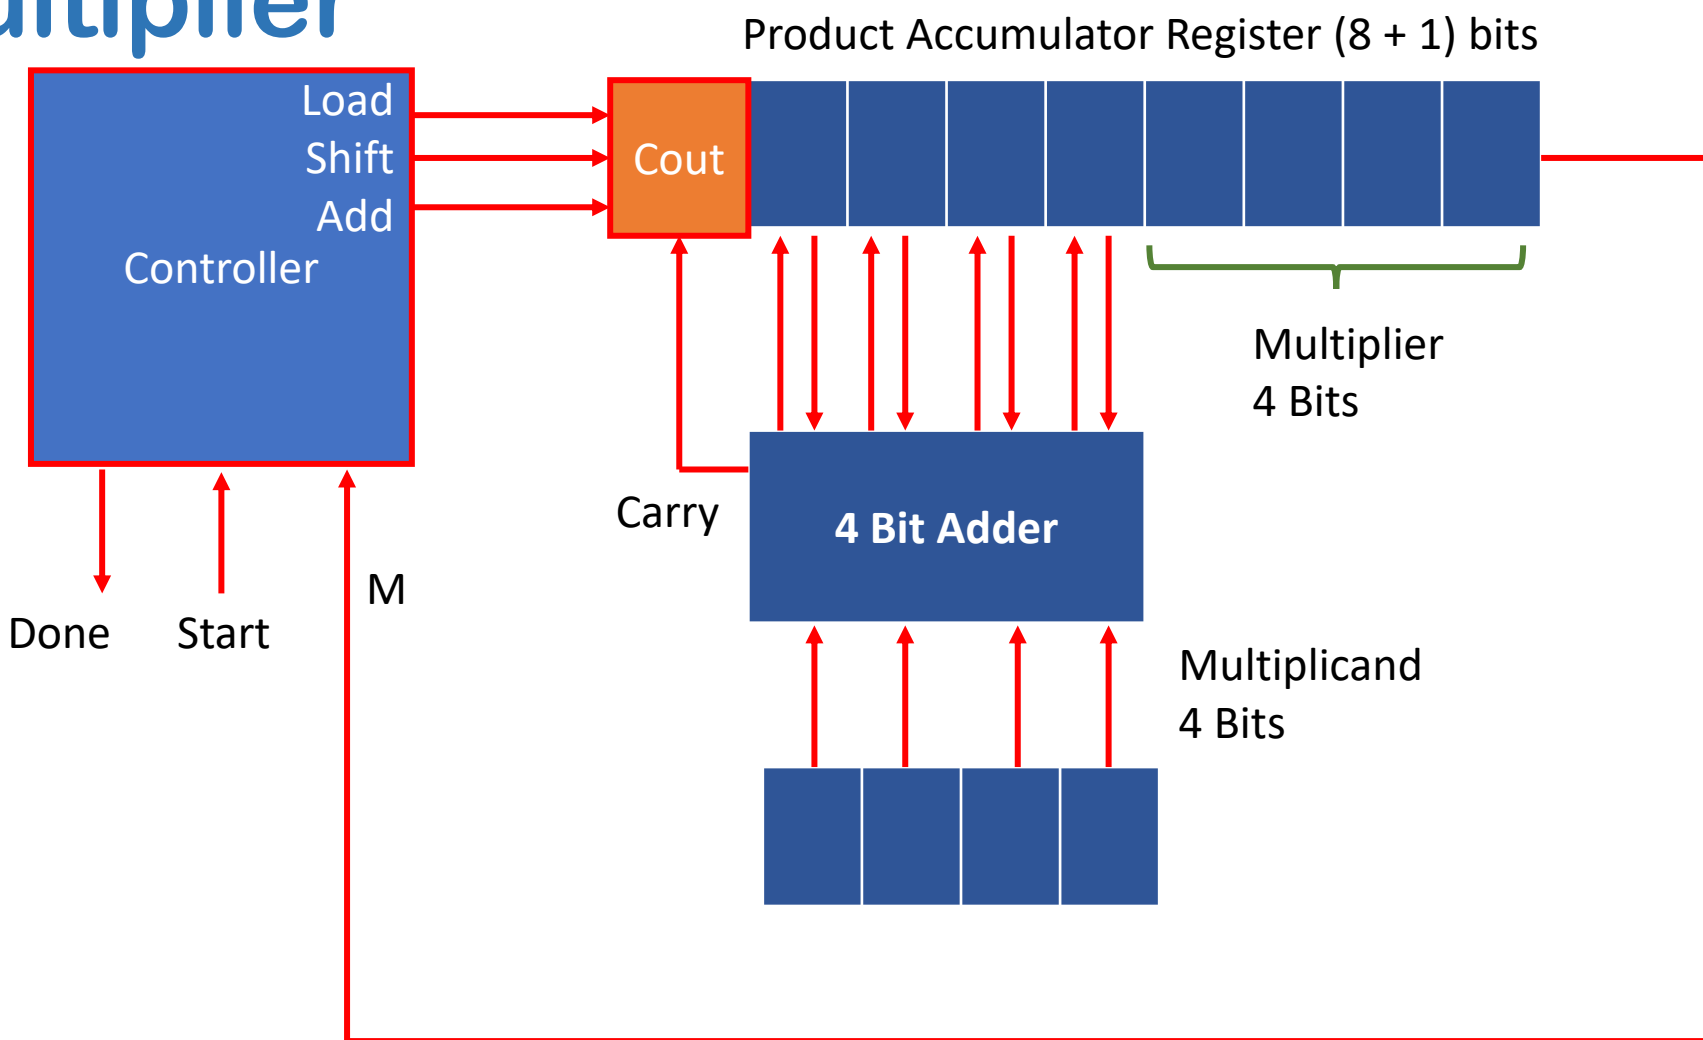 Product Accumulator Register (8 + 1) bits
Load
Shift
Add
Controller
Cout
Multiplier
4 Bits
Carry
4 Bit Adder
M
Done
Start
Multiplicand
4 Bits